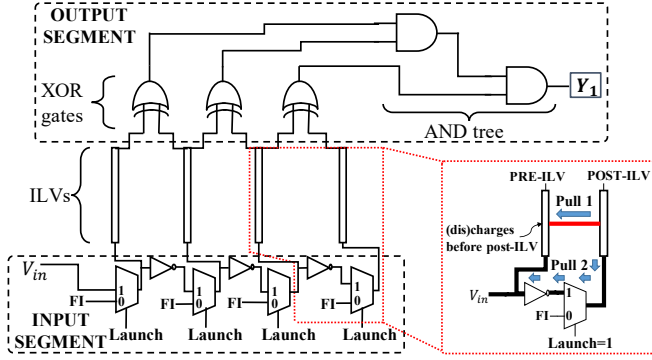 OUTPUT
SEGMENT
XOR
gates
Y₁
AND tree
ILVs
PRE-ILV
POST-ILV
Pull 1
(dis)charges
before post-ILV
Pull 2
V_in
1
FI
0
Launch=1
V_in
1
0
FI
1
0
FI
1
0
FI
1
0
FI
INPUT
SEGMENT
Launch
Launch
Launch
Launch